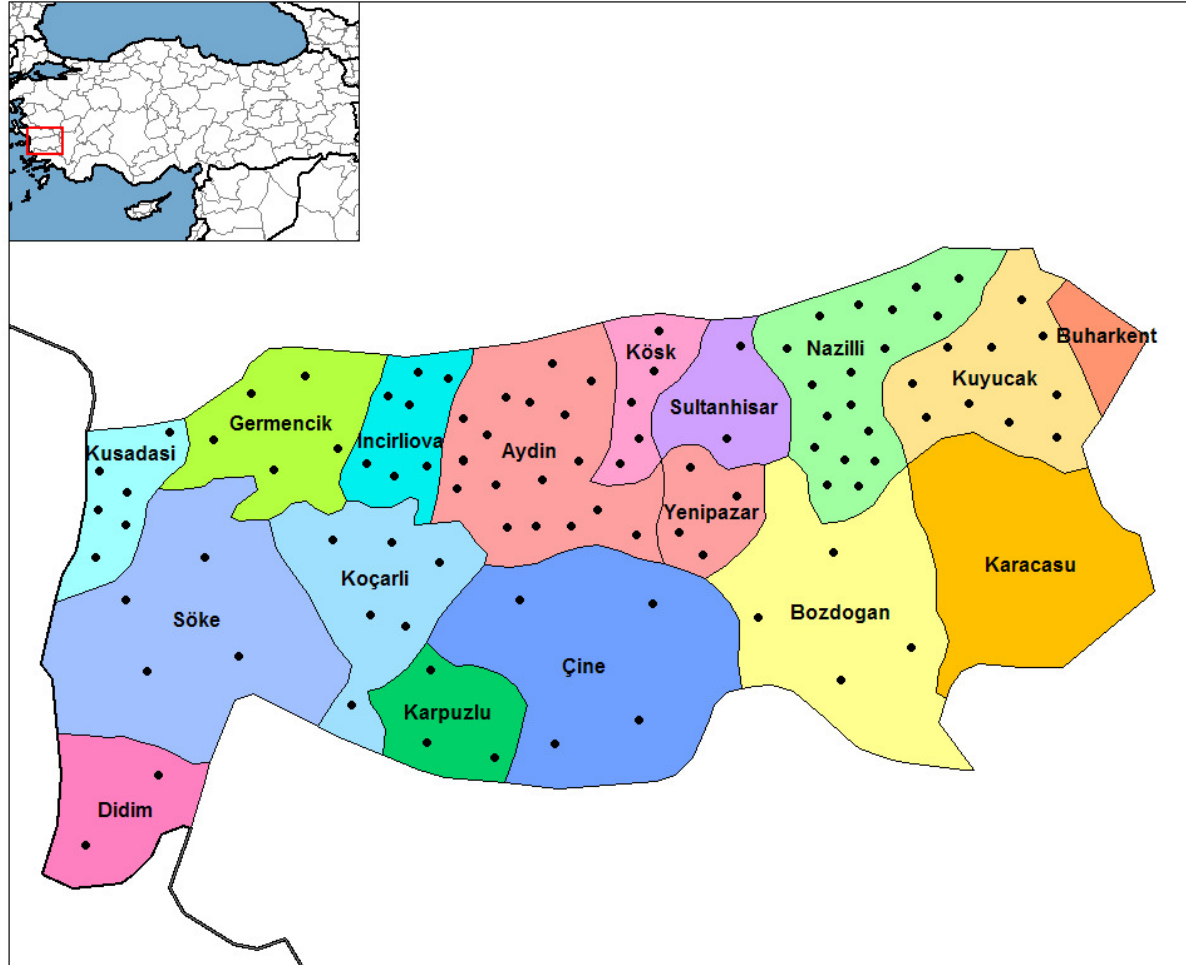 Buharkent
Kösk
Nazilli
Kuyucak
Sultanhisar
Germencik
Incirliova
Kusadasi
Aydin
Yenipazar
Karacasu
Koçarli
Bozdogan
Söke
Çine
Karpuzlu
Didim